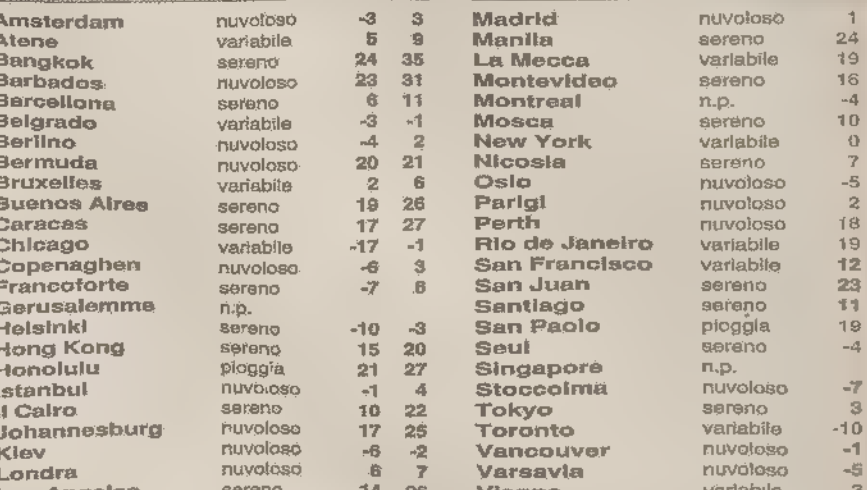 Amsterdam nuvoloso -3 3
Atene variabile 5 9
Bangkok sereno 24 35
Barbados nuvoloso 23 31
Barcellona sereno 6 11
Belgrado variabile -3 -1
Berlino nuvoloso -4 2
Bermuda nuvoloso 20 21
Bruxelles variabile 2 6
Buenos Aires sereno 19 26
Caracas sereno 17 27
Chicago variabile -17 -1
Copenaghen nuvoloso -6 3
Francoforte sereno -7 6
Gerusalemme n.p.
Helsinki sereno -10 -3
Hong Kong sereno 15 20
Honolulu pioggia 21 27
Istanbul nuvoloso -1 4
Il Cairo sereno 10 22
Johannesburg nuvoloso 17 25
Kiev nuvoloso -6 -2
Londra nuvoloso 6 7
Madrid nuvoloso 1
Manila sereno 24
La Mecca variabile 19
Montevideo sereno 16
Montreal n.p. -4
Mosca sereno 10
New York variabile 0
Nicosia sereno 7
Oslo nuvoloso -5
Parigi nuvoloso 2
Perth nuvoloso 18
Rio de Janeiro variabile 19
San Francisco variabile 12
San Juan sereno 23
Santiago sereno 11
San Paolo pioggia 19
Seul sereno -4
Singapore n.p.
Stoccolma nuvoloso -7
Tokyo sereno 3
Toronto variabile -10
Vancouver nuvoloso -1
Varsavia nuvoloso -5